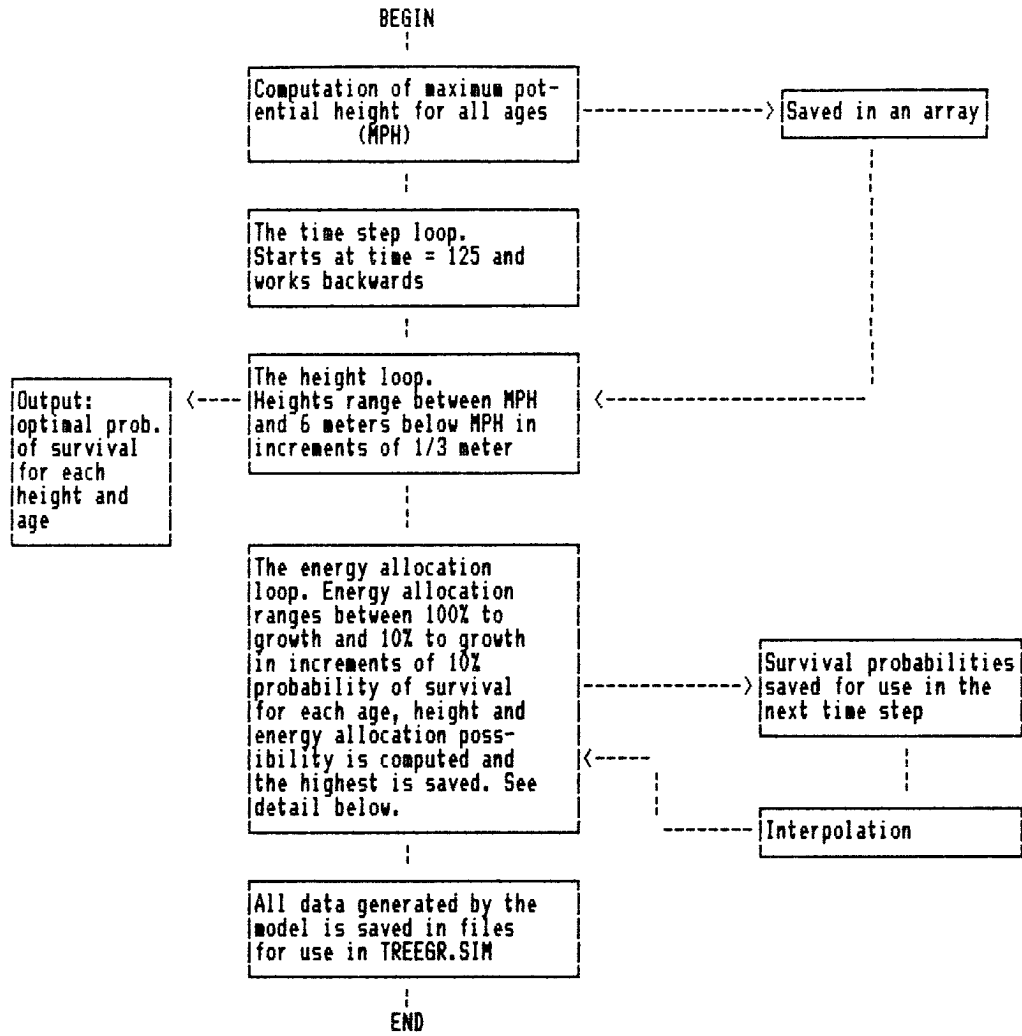 BEGIN
Computation of maximum pot-
ential height for all ages
(MPH)
Saved in an array
The time step loop.
Starts at time = 125 and
works backwards
The height loop.
Heights range between MPH
and 6 meters below MPH in
increments of 1/3 meter
Output:
optimal prob.
of survival
for each
height and
age
The energy allocation
loop. Energy allocation
ranges between 100% to
growth and 10% to growth
in increments of 10%
probability of survival
for each age, height and
energy allocation poss-
ibility is computed and
the highest is saved. See
detail below.
Survival probabilities
saved for use in the
next time step
Interpolation
All data generated by the
model is saved in files
for use in TREEGR.SIM
END